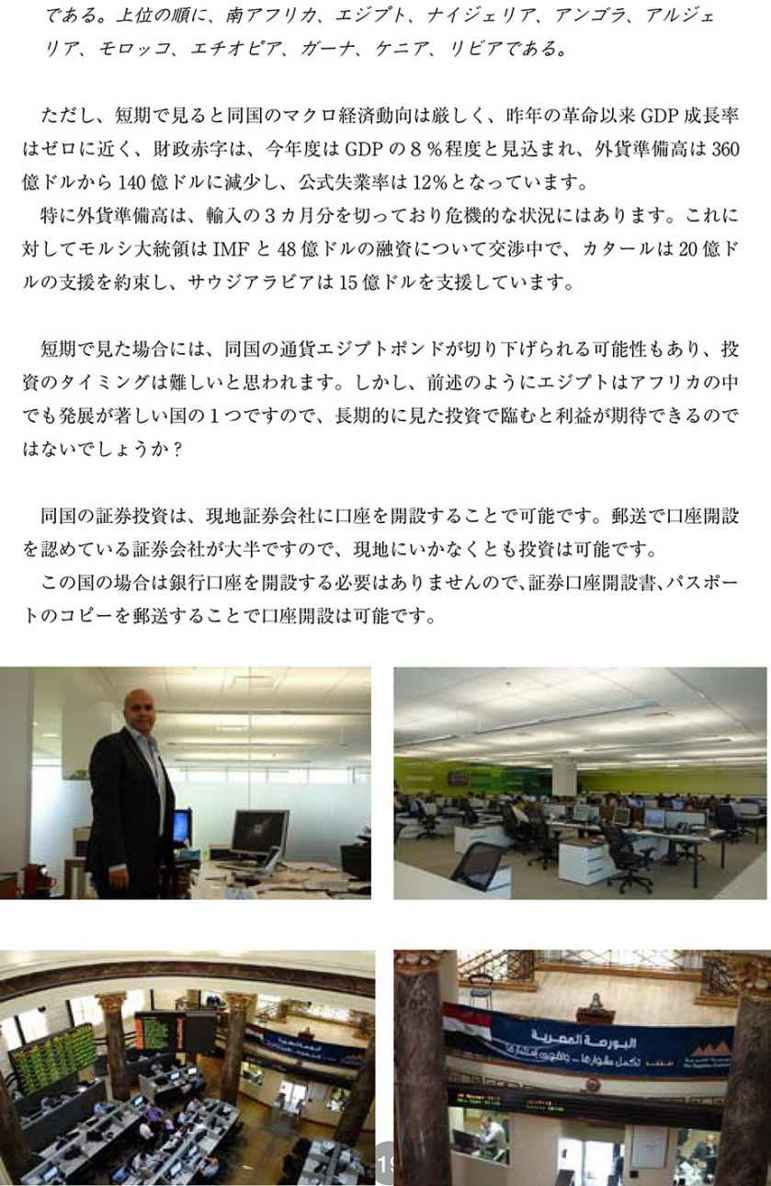 である。上位の順に、南アフリカ、エジプト、ナイジェリア、アンゴラ、アルジェ
リア、モロッコ、エチオピア、ガーナ、ケニア、リビアである。
ただし、短期で見ると同国のマクロ経済動向は厳しく、昨年の革命以来 GDP 成長率
はゼロに近く、財政赤字は、今年度は GDP の８％程度と見込まれ、外貨準備高は 360
億ドルから 140 億ドルに減少し、公式失業率は 12%となっています。
特に外貨準備高は、輸入の３カ月分を切っており危機的な状況にはあります。これに
対してモルシ大統領は IMF と 48 億ドルの融資について交渉中で、カタールは 20 億ド
ルの支援を約束し、サウジアラビアは 15 億ドルを支援しています。
短期で見た場合には、同国の通貨エジプトポンドが切り下げられる可能性もあり、投
資のタイミングは難しいと思われます。しかし、前述のようにエジプトはアフリカの中
でも発展が著しい国の１つですので、長期的に見た投資で臨むと利益が期待できるので
はないでしょうか？
同国の証券投資は、現地証券会社に口座を開設することで可能です。郵送で口座開設
を認めている証券会社が大半ですので、現地にいかなくとも投資は可能です。
この国の場合は銀行口座を開設する必要はありませんので、証券口座開設書、パスポー
トのコピーを郵送することで口座開設は可能です。
البورصة المصرية
19